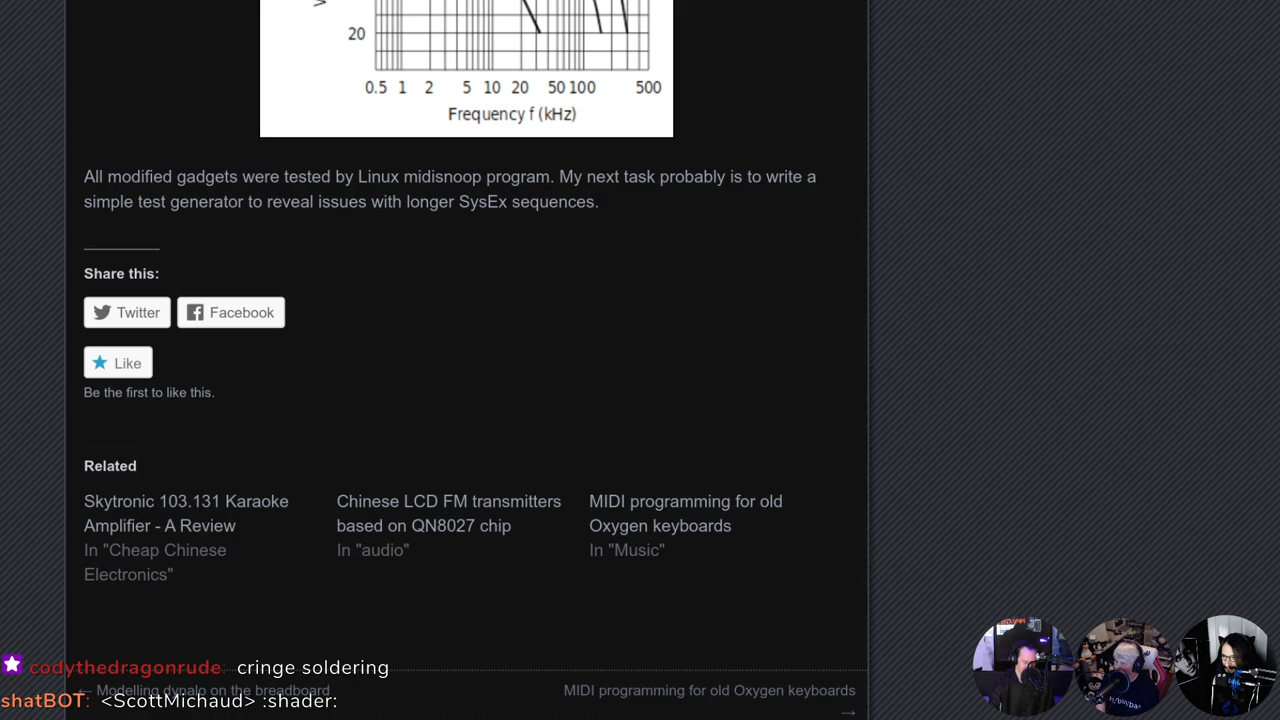 20
0.5 1 2 5 10 20 50 100 500
Frequency f (kHz)
All modified gadgets were tested by Linux midisnoop program. My next task probably is to write a
simple test generator to reveal issues with longer SysEx sequences.
Share this:
Twitter Facebook
Like
Be the first to like this.
Related
Skytronic 103.131 Karaoke
Amplifier - A Review
In "Cheap Chinese
Electronics"
Chinese LCD FM transmitters
based on QN8027 chip
In "audio"
MIDI programming for old
Oxygen keyboards
In "Music"
codythedragonrude: cringe soldering
← Modelling dynalo on the breadboard
MIDI programming for old Oxygen keyboards
→
shatBOT: <ScottMichaud> :shader: